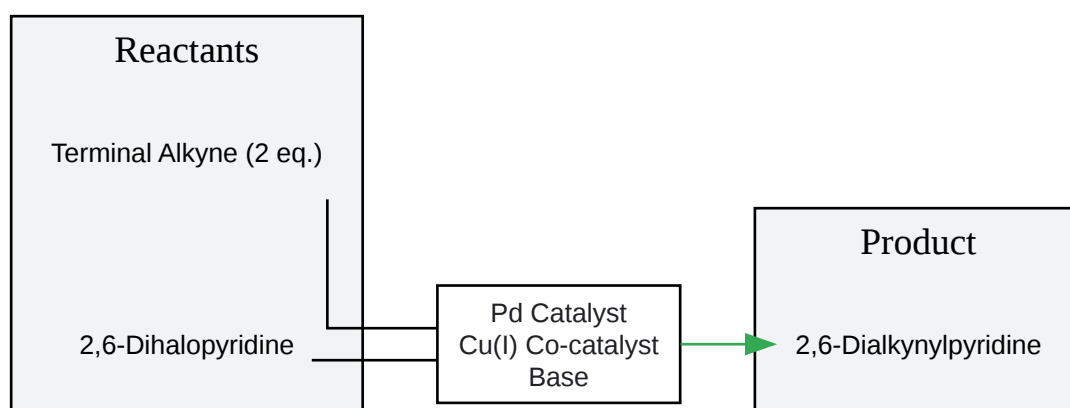 Reactants
Terminal Alkyne (2 eq.)
2,6-Dihalopyridine
Pd Catalyst
Cu(I) Co-catalyst
Base
Product
2,6-Dialkynylpyridine